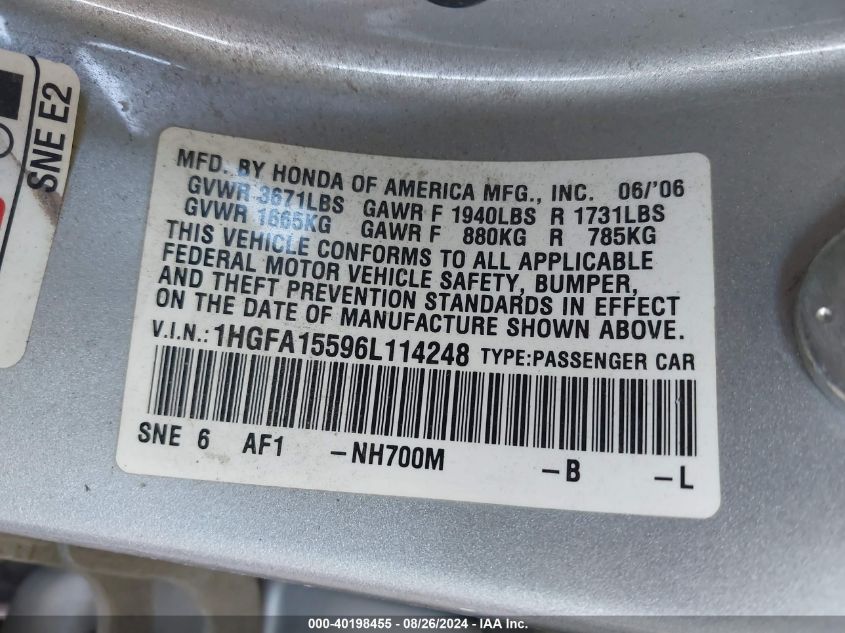 SNE E2
MFD. BY HONDA OF AMERICA MFG., INC. 06/'06
GVWR 3671LBS GAWR F 1940LBS R 1731LBS
GVWR 1665KG GAWR F 880KG R 785KG
THIS VEHICLE CONFORMS TO ALL APPLICABLE
FEDERAL MOTOR VEHICLE SAFETY, BUMPER,
AND THEFT PREVENTION STANDARDS IN EFFECT
ON THE DATE OF MANUFACTURE SHOWN ABOVE.
V.I.N.: 1HGFA15596L114248 TYPE:PASSENGER CAR
SNE 6 AF1 -NH700M -B -L
000-40198455 - 08/26/2024 - IAA Inc.